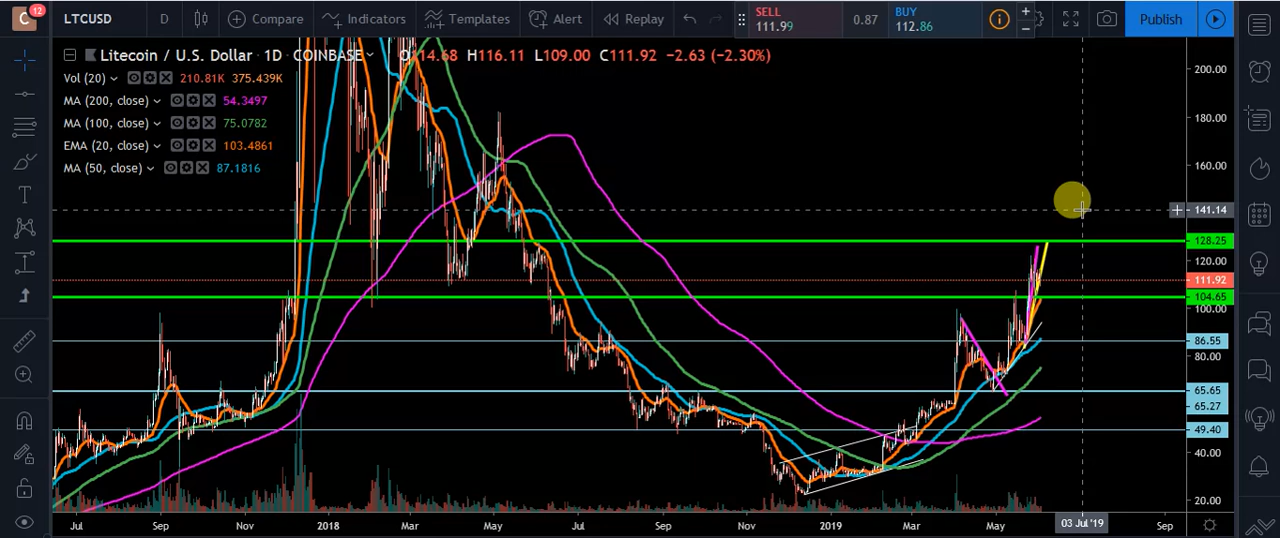 C 12 LTCUSD D Compare Indicators Templates Alert Replay SELL 111.99 0.87 BUY 112.86 i + − Publish
Litecoin / U.S. Dollar 1D COINBASE O114.68 H116.11 L109.00 C111.92 −2.63 (−2.30%)
200.00
Vol (20) 210.81K 375.439K
MA (200, close) 54.3497
180.00
MA (100, close) 75.0782
EMA (20, close) 103.4861
MA (50, close) 87.1816
160.00
141.14
128.25
120.00
111.92
104.65
100.00
86.55
80.00
65.65
65.27
49.40
40.00
20.00
Jul Sep Nov 2018 Mar May Jul Sep Nov 2019 Mar May 03 Jul '19 Sep